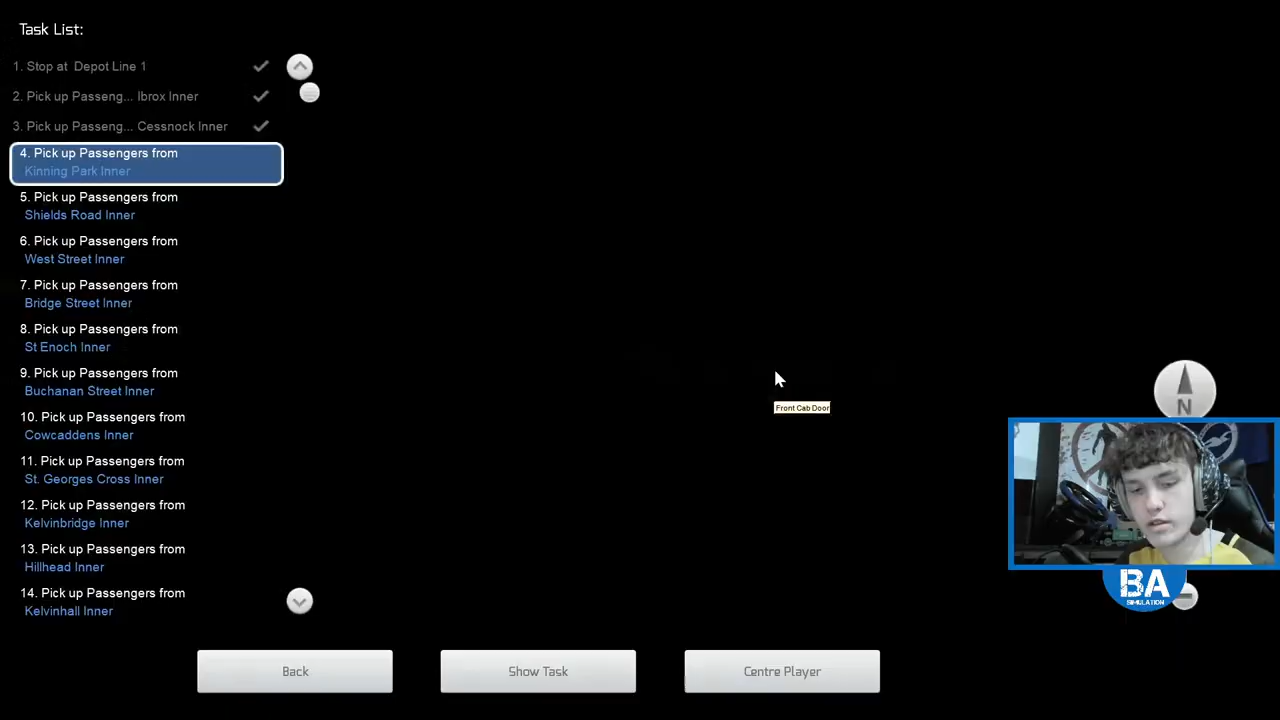 Task List:
1. Stop at  Depot Line 1
2. Pick up Passeng... Ibrox Inner
3. Pick up Passeng... Cessnock Inner
4. Pick up Passengers from
Kinning Park Inner
5. Pick up Passengers from
Shields Road Inner
6. Pick up Passengers from
West Street Inner
7. Pick up Passengers from
Bridge Street Inner
8. Pick up Passengers from
St Enoch Inner
9. Pick up Passengers from
Buchanan Street Inner
10. Pick up Passengers from
Cowcaddens Inner
11. Pick up Passengers from
St. Georges Cross Inner
12. Pick up Passengers from
Kelvinbridge Inner
13. Pick up Passengers from
Hillhead Inner
14. Pick up Passengers from
Kelvinhall Inner
Front Cab Door
N
BA
SIMULATION
Back
Show Task
Centre Player